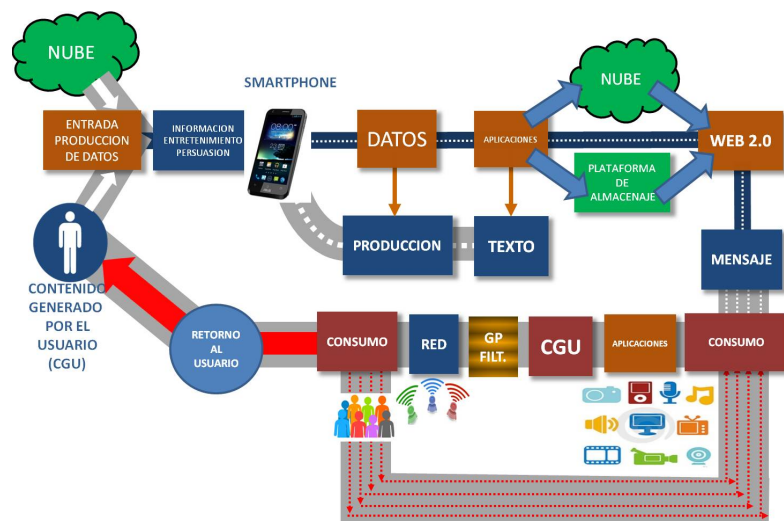 NUBE
SMARTPHONE
NUBE
ENTRADA
PRODUCCION
DE DATOS
INFORMACION
ENTRETENIMIENTO
PERSUASION
DATOS
APLICACIONES
WEB 2.0
PLATAFORMA
DE
ALMACENAJE
PRODUCCION
TEXTO
MENSAJE
CONTENIDO
GENERADO
POR EL
USUARIO
(CGU)
RETORNO
AL
USUARIO
CONSUMO
RED
GP
FILT.
CGU
APLICACIONES
CONSUMO